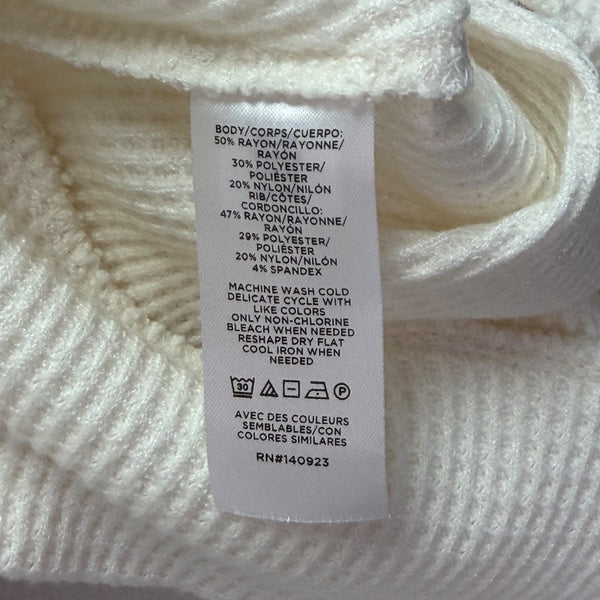 BODY/CORPS/CUERPO:
50% RAYON/RAYONNE/
RAYÓN
30% POLYESTER/
POLIÉSTER
20% NYLON/NILÓN
RIB/CÔTES/
CORDONCILLO:
47% RAYON/RAYONNE/
RAYÓN
29% POLYESTER/
POLIÉSTER
20% NYLON/NILÓN
4% SPANDEX
MACHINE WASH COLD
DELICATE CYCLE WITH
LIKE COLORS
ONLY NON-CHLORINE
BLEACH WHEN NEEDED
RESHAPE DRY FLAT
COOL IRON WHEN
NEEDED
30 P
AVEC DES COULEURS
SEMBLABLES/CON
COLORES SIMILARES
RN#140923